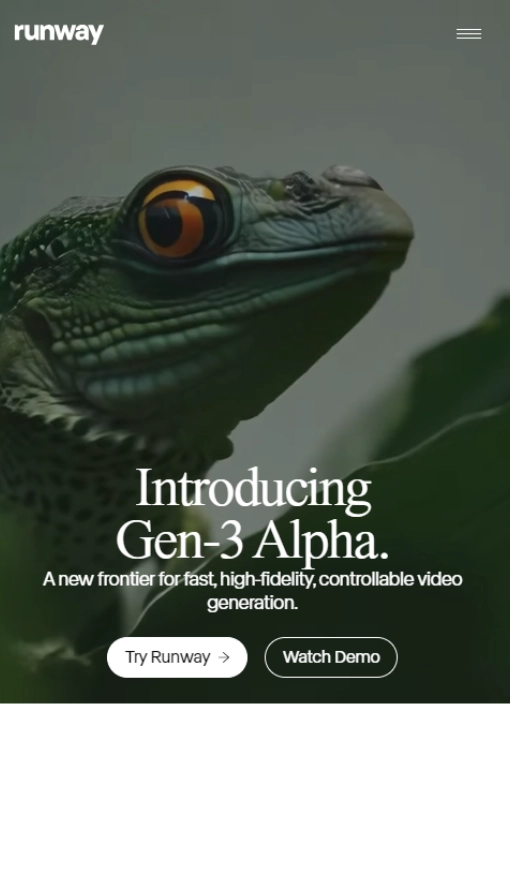 runway
Introducing
Gen-3 Alpha.
A new frontier for fast, high-fidelity, controllable video
generation.
Try Runway →
Watch Demo